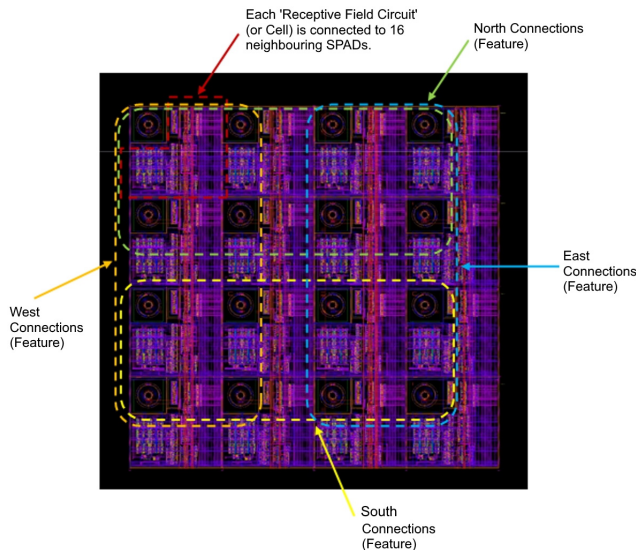 Each 'Receptive Field Circuit'
(or Cell) is connected to 16
neighbouring SPADs.
North Connections
(Feature)
East
Connections
(Feature)
West
Connections
(Feature)
South
Connections
(Feature)